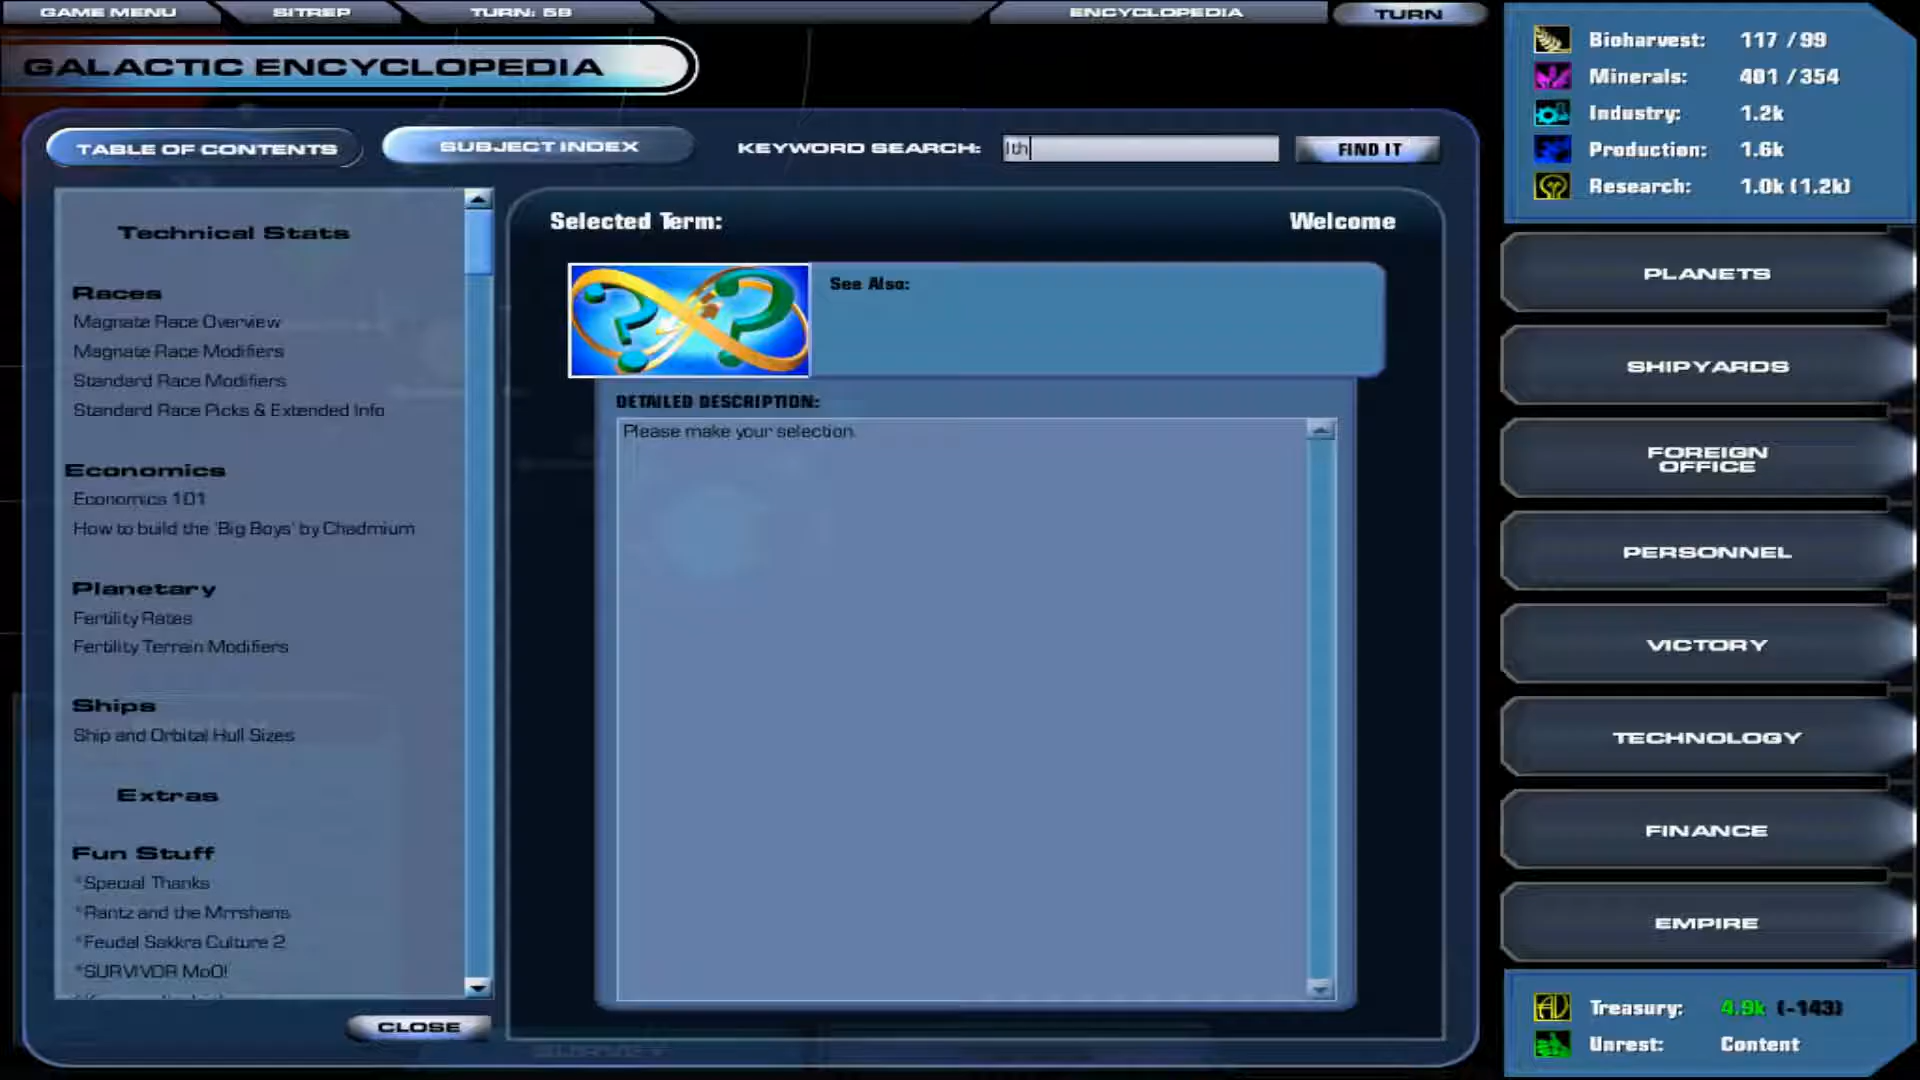 GAME MENU
SITREP
TURN: 58
ENCYCLOPEDIA
TURN
GALACTIC ENCYCLOPEDIA
TABLE OF CONTENTS
SUBJECT INDEX
KEYWORD SEARCH:
Ith
FIND IT
Technical Stats
Races
Magnate Race Overview
Magnate Race Modifiers
Standard Race Modifiers
Standard Race Picks & Extended Info
Economics
Economics 101
How to build the 'Big Boys' by Chadmium
Planetary
Fertility Rates
Fertility Terrain Modifiers
Ships
Ship and Orbital Hull Sizes
Extras
Fun Stuff
*Special Thanks
*Rantz and the Mrrshans
*Feudal Sakkra Culture 2
*SURVIVOR MoO!
CLOSE
Selected Term:
Welcome
See Also:
DETAILED DESCRIPTION:
Please make your selection.
SURVEY
Bioharvest: 117 / 99
Minerals: 401 / 354
Industry: 1.2k
Production: 1.6k
Research: 1.0k (1.2k)
PLANETS
SHIPYARDS
FOREIGN
OFFICE
PERSONNEL
VICTORY
TECHNOLOGY
FINANCE
EMPIRE
Treasury: 4.9k (-143)
Unrest: Content